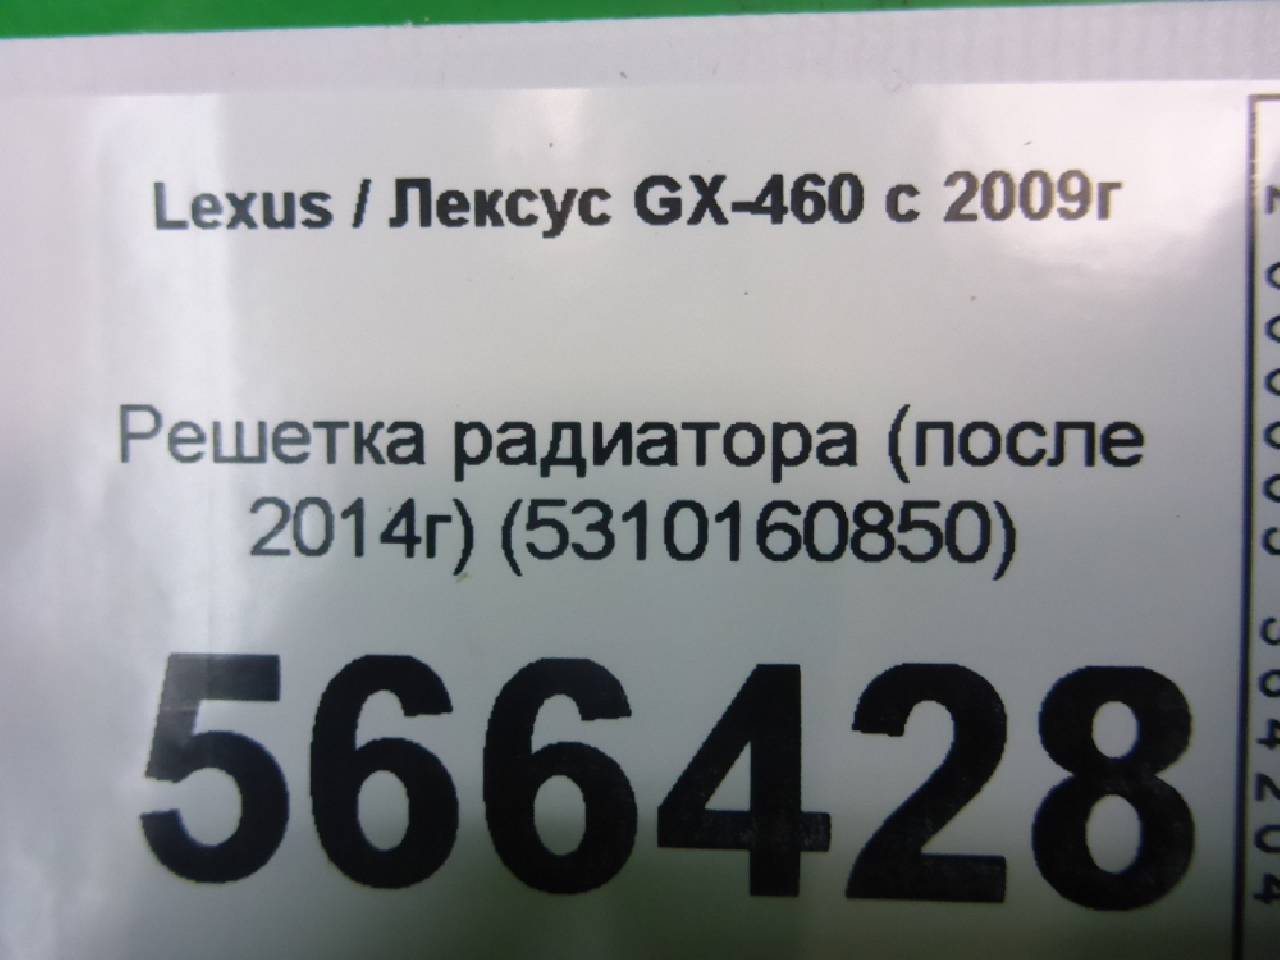 Lexus / Лексус GX-460 с 2009г
Решетка радиатора (после
2014г) (5310160850)
566428